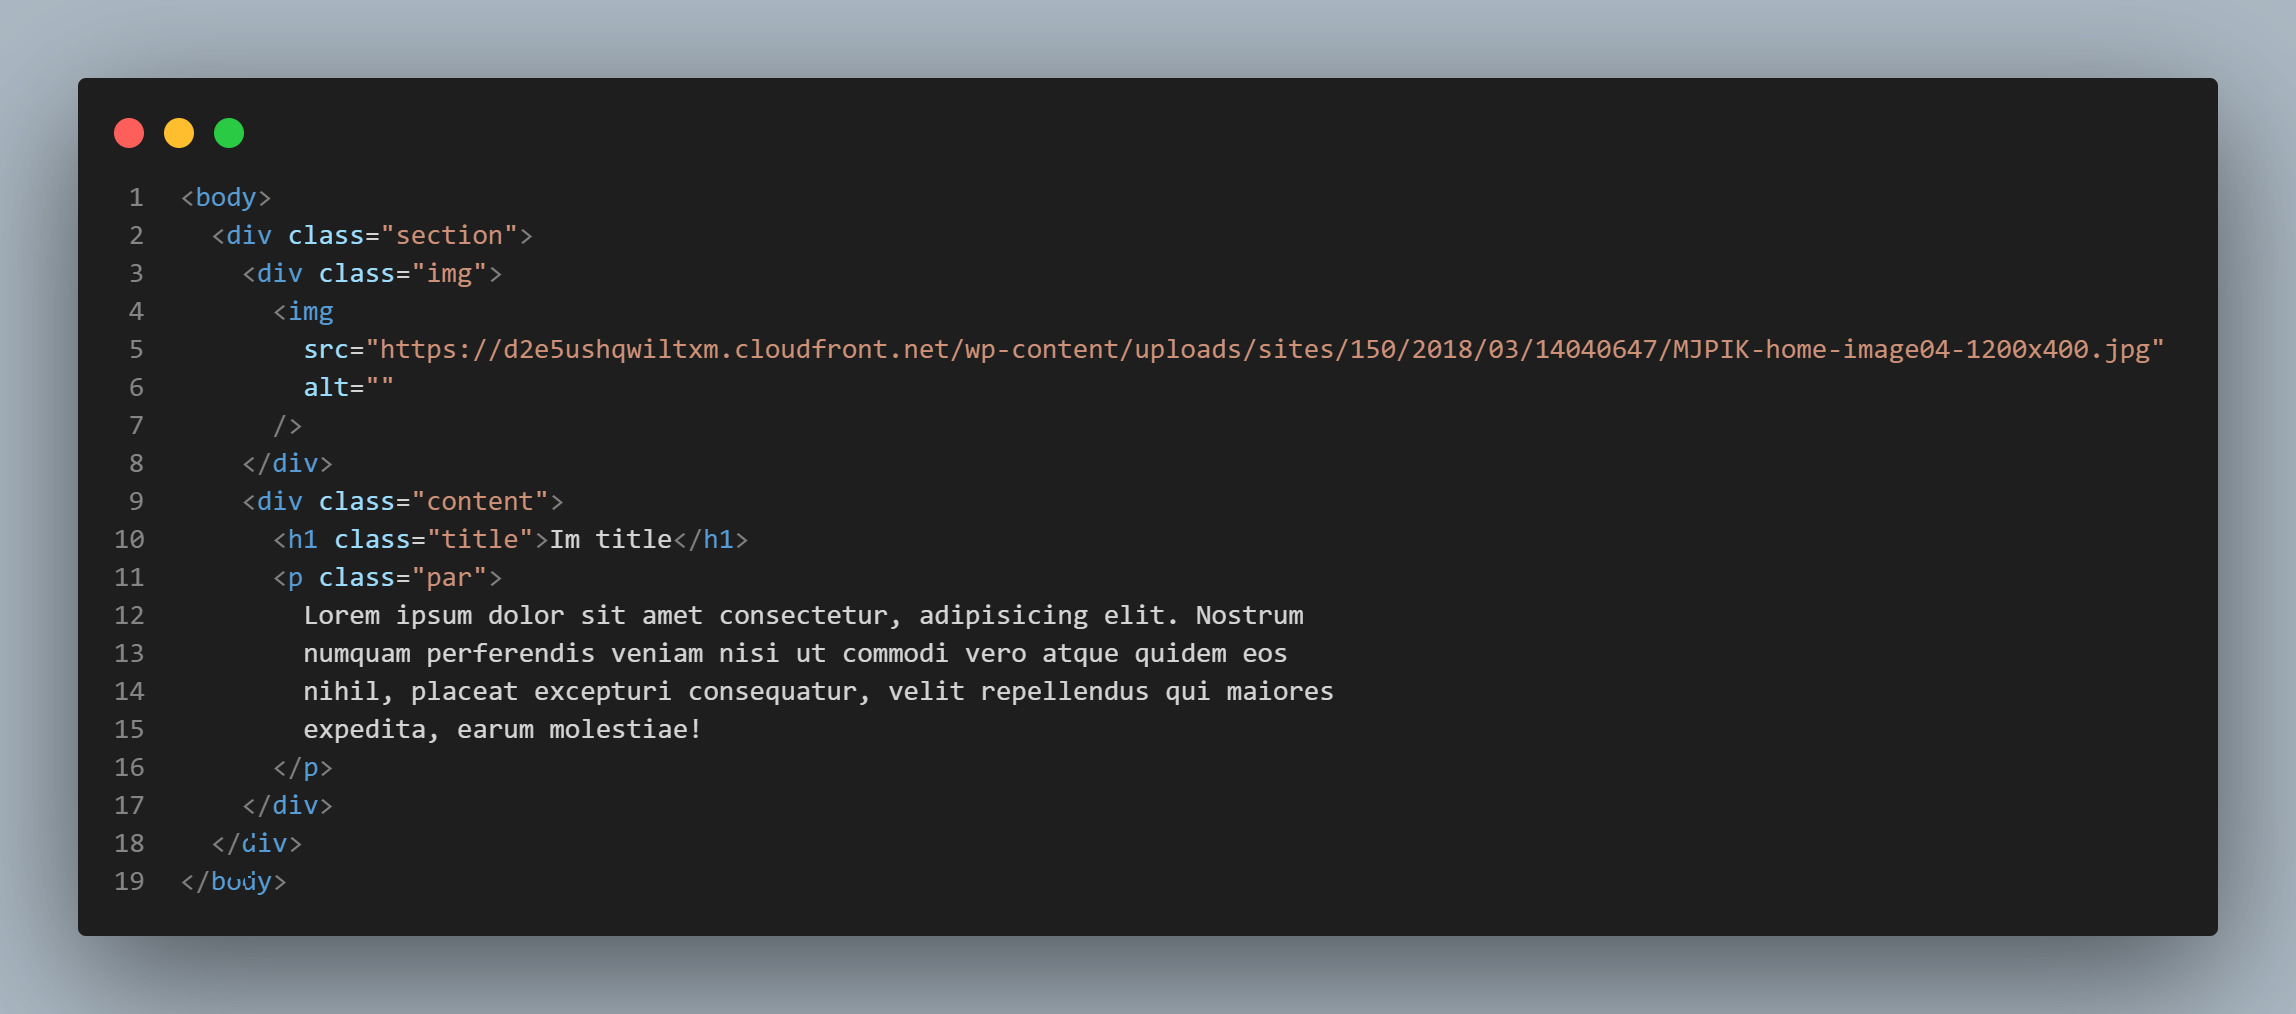 1 <body>
2   <div class="section">
3     <div class="img">
4       <img
5         src="https://d2e5ushqwiltxm.cloudfront.net/wp-content/uploads/sites/150/2018/03/14040647/MJPIK-home-image04-1200x400.jpg"
6         alt=""
7       />
8     </div>
9     <div class="content">
10       <h1 class="title">Im title</h1>
11       <p class="par">
12         Lorem ipsum dolor sit amet consectetur, adipisicing elit. Nostrum
13         numquam perferendis veniam nisi ut commodi vero atque quidem eos
14         nihil, placeat excepturi consequatur, velit repellendus qui maiores
15         expedita, earum molestiae!
16       </p>
17     </div>
18   </div>
19 </body>